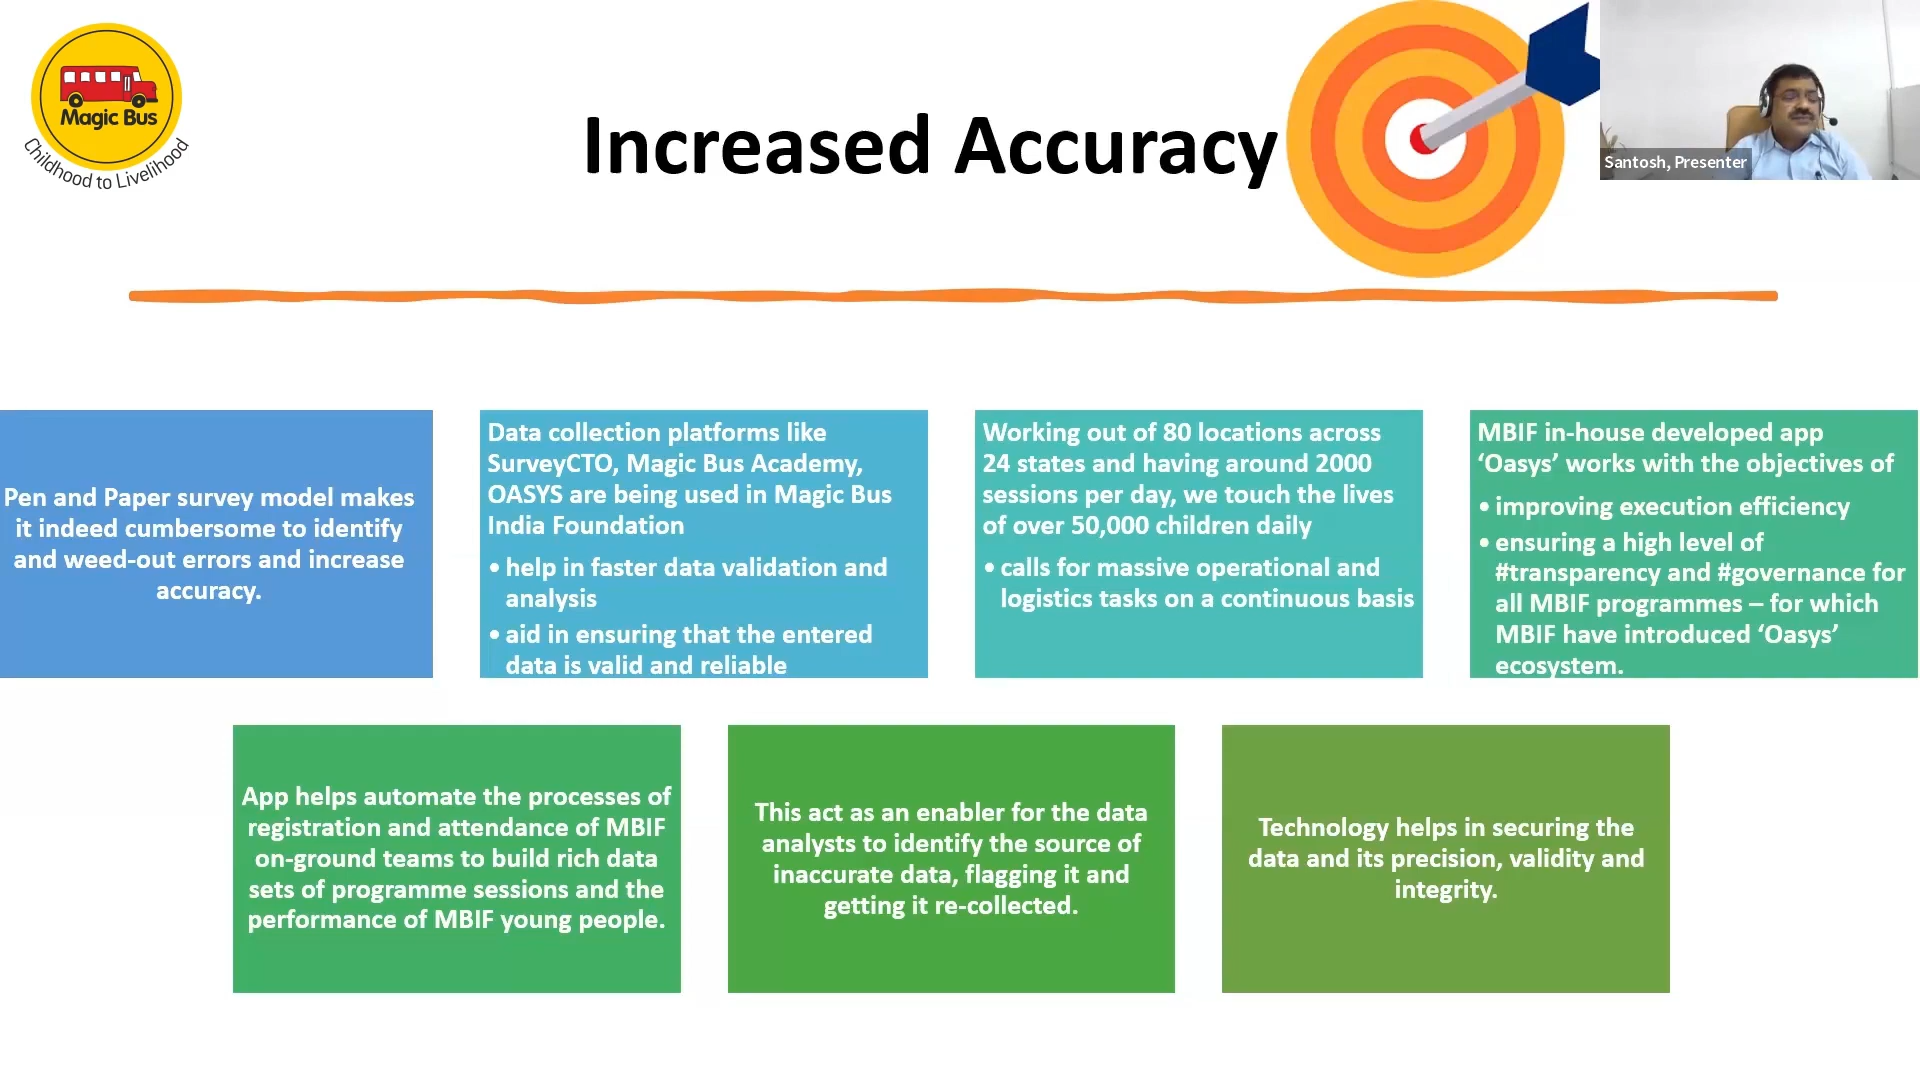 Magic Bus
Childhood to Livelihood
Increased Accuracy
Santosh, Presenter
Pen and Paper survey model makes
it indeed cumbersome to identify
and weed-out errors and increase
accuracy.
Data collection platforms like
SurveyCTO, Magic Bus Academy,
OASYS are being used in Magic Bus
India Foundation
• help in faster data validation and
analysis
• aid in ensuring that the entered
data is valid and reliable
Working out of 80 locations across
24 states and having around 2000
sessions per day, we touch the lives
of over 50,000 children daily
• calls for massive operational and
logistics tasks on a continuous basis
MBIF in-house developed app
‘Oasys’ works with the objectives of
• improving execution efficiency
• ensuring a high level of
#transparency and #governance for
all MBIF programmes – for which
MBIF have introduced ‘Oasys’
ecosystem.
App helps automate the processes of
registration and attendance of MBIF
on-ground teams to build rich data
sets of programme sessions and the
performance of MBIF young people.
This act as an enabler for the data
analysts to identify the source of
inaccurate data, flagging it and
getting it re-collected.
Technology helps in securing the
data and its precision, validity and
integrity.